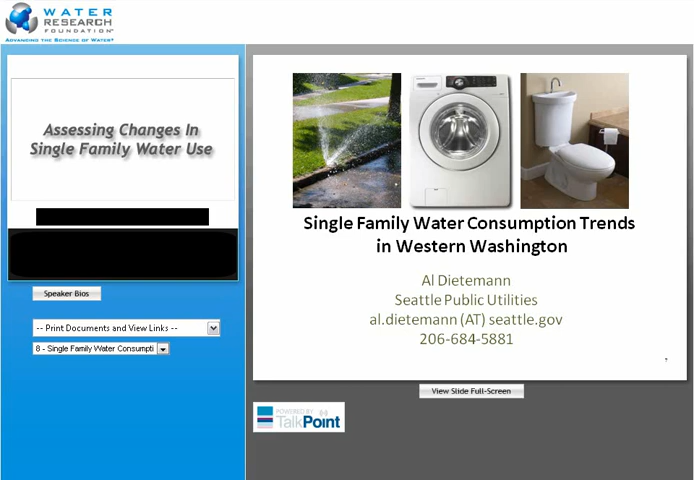 WATER
RESEARCH
FOUNDATION
ADVANCING THE SCIENCE OF WATER
Assessing Changes In
Single Family Water Use
Speaker Bios
-- Print Documents and View Links --
8 - Single Family Water Consumpti
Single Family Water Consumption Trends
in Western Washington
Al Dietemann
Seattle Public Utilities
al.dietemann (AT) seattle.gov
206-684-5881
View Slide Full-Screen
POWERED BY
TalkPoint